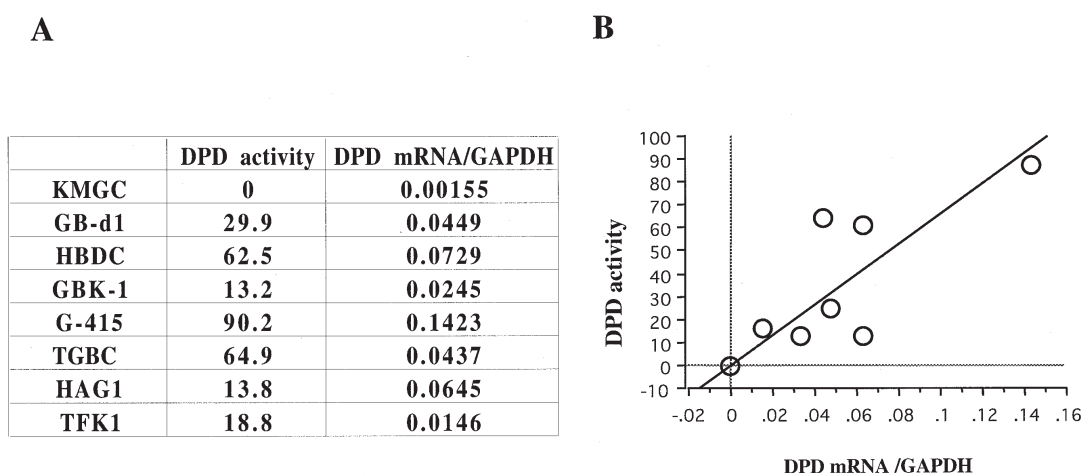 A
DPD activity DPD mRNA/GAPDH
KMGC 0 0.00155
GB-d1 29.9 0.0449
HBDC 62.5 0.0729
GBK-1 13.2 0.0245
G-415 90.2 0.1423
TGBC 64.9 0.0437
HAG1 13.8 0.0645
TFK1 18.8 0.0146
B
100
90
80
70
60
50
40
30
20
10
0
-10
DPD activity
-.02 0 .02 .04 .06 .08 .1 .12 .14 .16
DPD mRNA /GAPDH